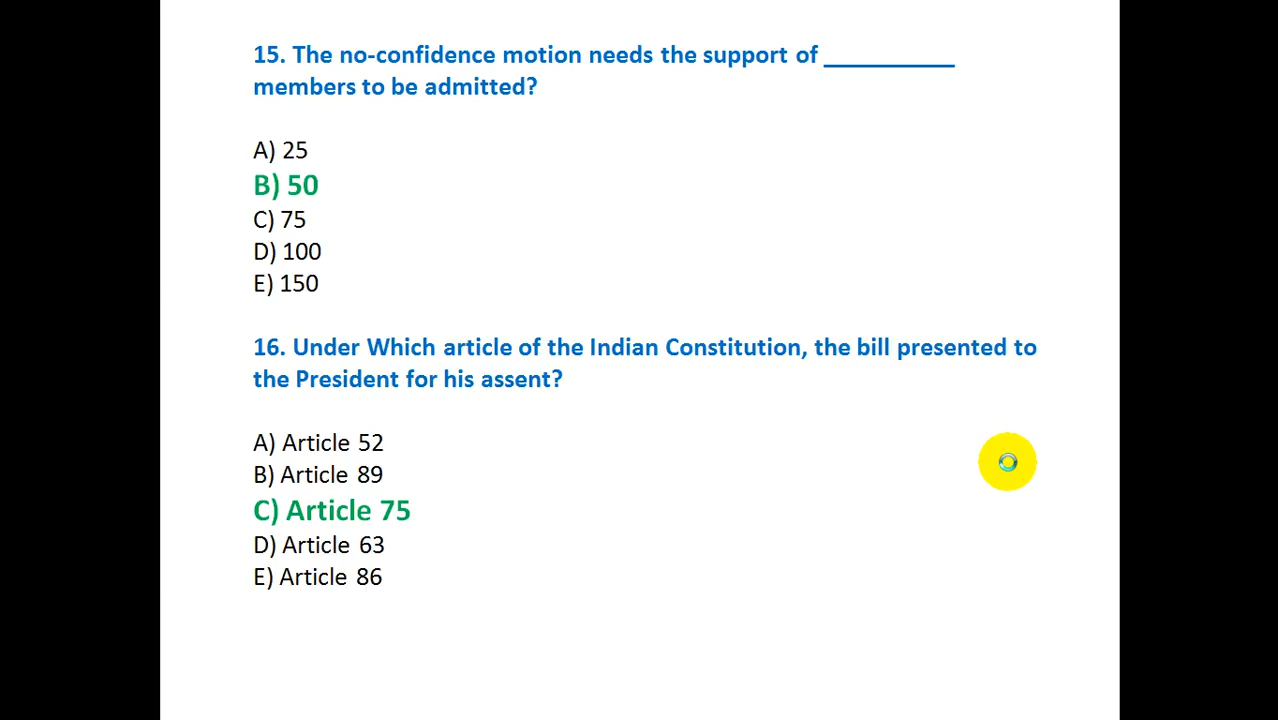 15. The no-confidence motion needs the support of __________
members to be admitted?
A) 25
B) 50
C) 75
D) 100
E) 150
16. Under Which article of the Indian Constitution, the bill presented to
the President for his assent?
A) Article 52
B) Article 89
C) Article 75
D) Article 63
E) Article 86